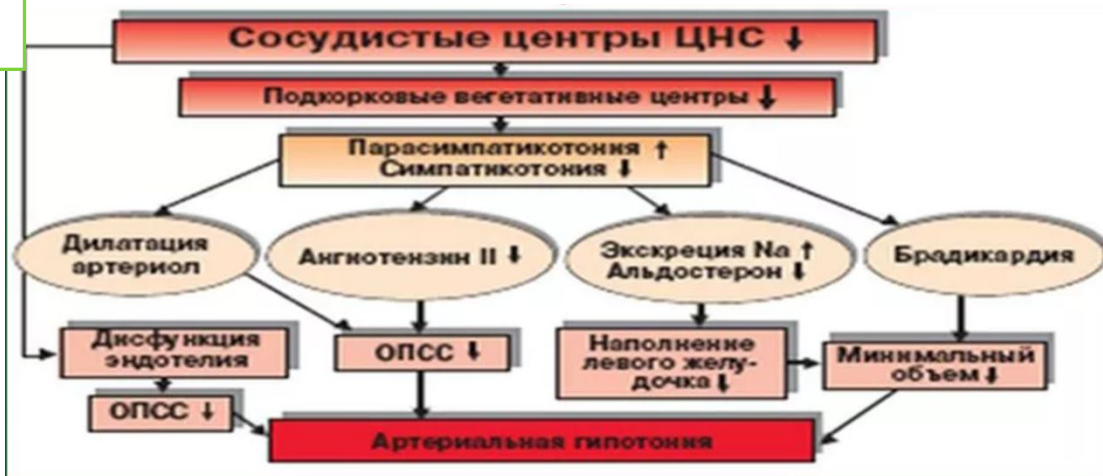 Сосудистые центры ЦНС ↓
Подкорковые вегетативные центры ↓
Парасимпатикотония ↑
Симпатикотония ↓
Дилатация
артериол
Ангиотензин II ↓
Экскреция Na ↑
Альдостерон ↓
Брадикардия
Дисфункция
эндотелия
ОПСС ↓
ОПСС ↓
Наполнение
левого желу-
дочка ↓
Минимальный
объем ↓
Артериальная гипотония